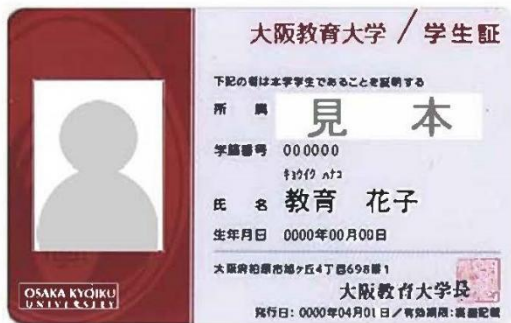 大阪教育大学 / 学生証
下記の者は本学学生であることを証明する
所 属 見 本
学籍番号 000000
キョウイク ハナコ
氏 名 教育 花子
生年月日 0000年00月00日
大阪府柏原市旭ヶ丘4丁目698番1
大阪教育大学長
発行日:0000年04月01日/有効期限:裏面記載
OSAKA KYOIKU
UNIVERSITY